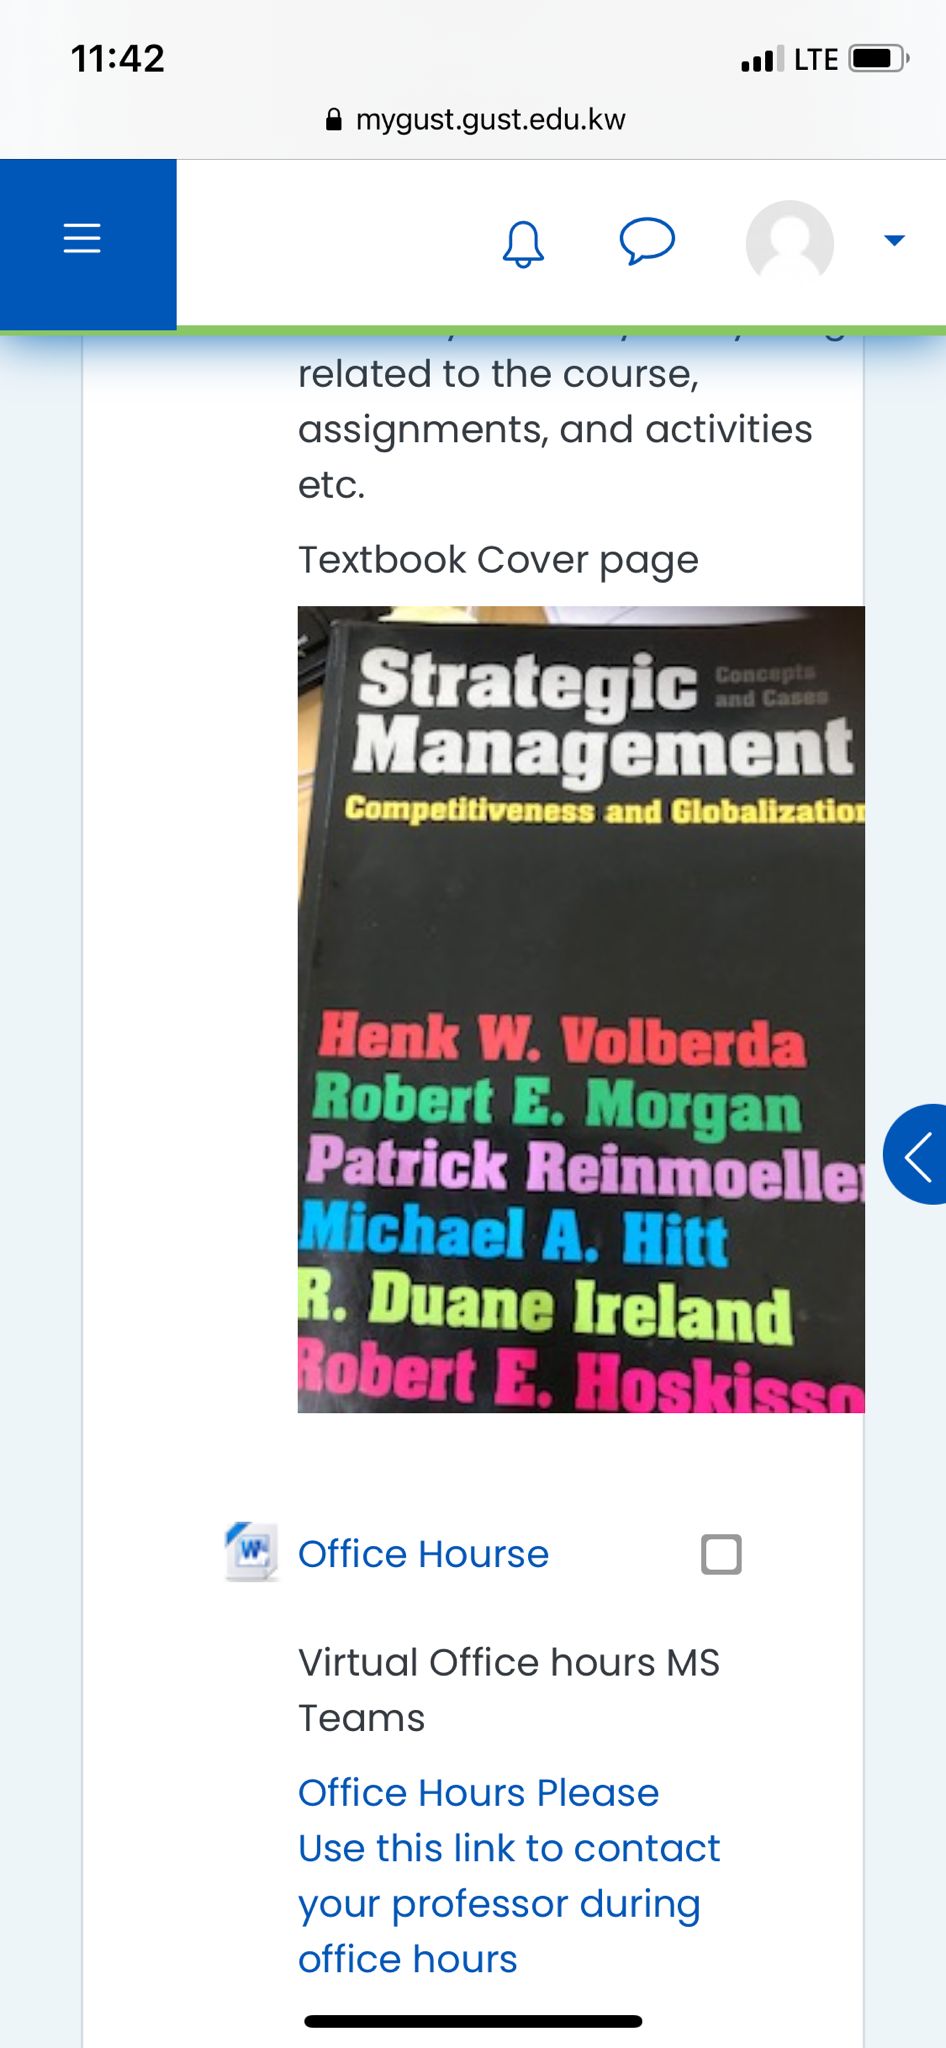 11:42
LTE
mygust.gust.edu.kw
related to the course,
assignments, and activities
etc.
Textbook Cover page
Strategic
Concepts
and Cases
Management
Competitiveness and Globalization
Henk W. Volberda
Robert E. Morgan
Patrick Reinmoelle
Michael A. Hitt
R. Duane Ireland
Robert E. Hoskisso
Office Hourse
Virtual Office hours MS
Teams
Office Hours Please
Use this link to contact
your professor during
office hours